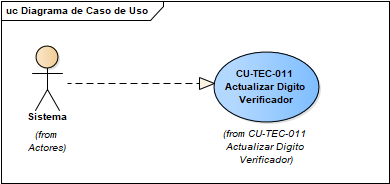 uc Diagrama de Caso de Uso
Sistema
(from
Actores)
CU-TEC-011
Actualizar Digito
Verificador
(from CU-TEC-011
Actualizar Digito
Verificador)